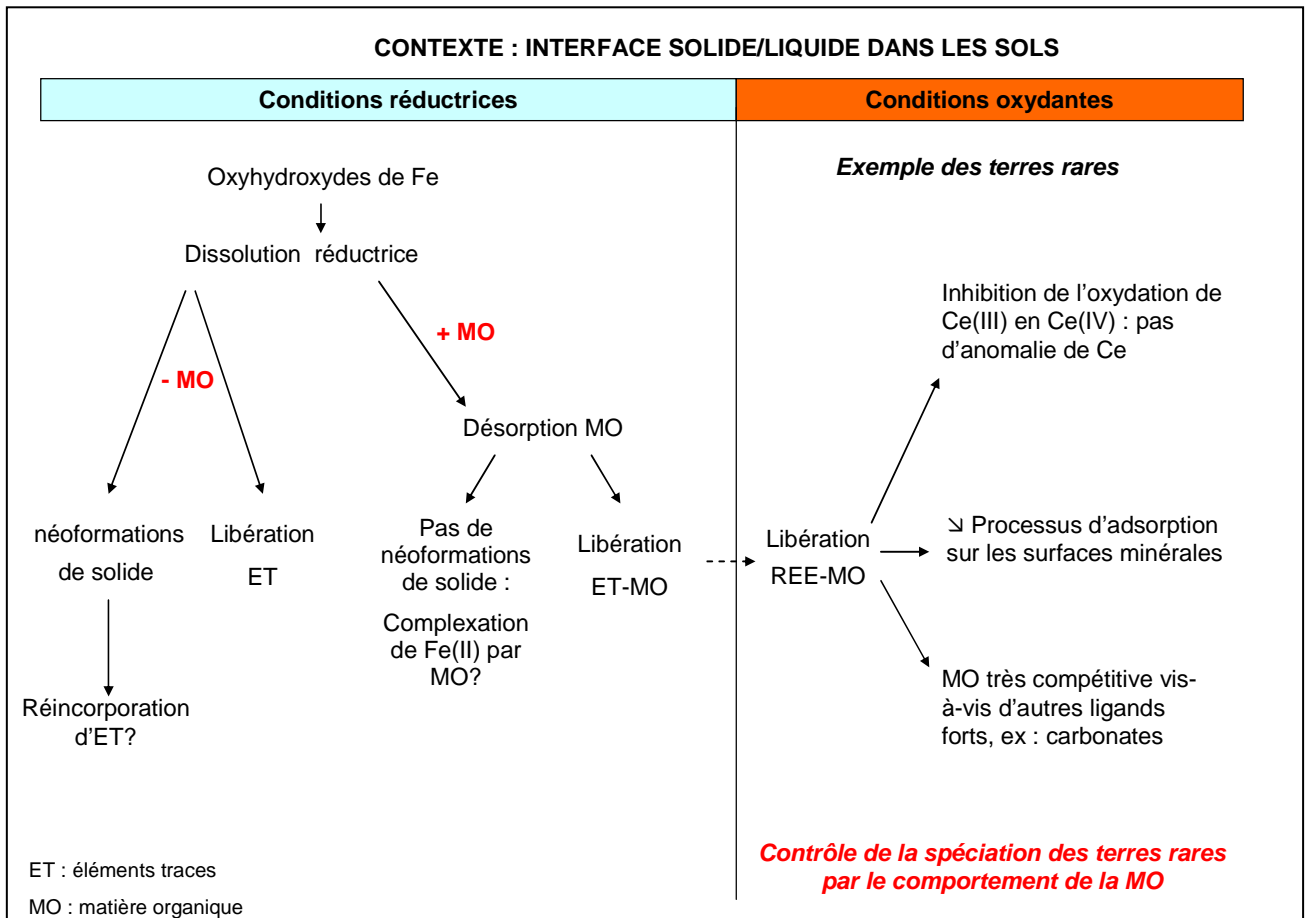 CONTEXTE : INTERFACE SOLIDE/LIQUIDE DANS LES SOLS
Conditions réductrices
Conditions oxydantes
Oxyhydroxydes de Fe
Dissolution réductrice
- MO
+ MO
néoformations
de solide
Libération
ET
Réincorporation
d'ET?
Désorption MO
Pas de
néoformations
de solide :
Complexation
de Fe(II) par
MO?
Libération
ET-MO
Exemple des terres rares
Libération
REE-MO
Inhibition de l'oxydation de
Ce(III) en Ce(IV) : pas
d'anomalie de Ce
↘ Processus d'adsorption
sur les surfaces minérales
MO très compétitive vis-
à-vis d'autres ligands
forts, ex : carbonates
Contrôle de la spéciation des terres rares
par le comportement de la MO
ET : éléments traces
MO : matière organique